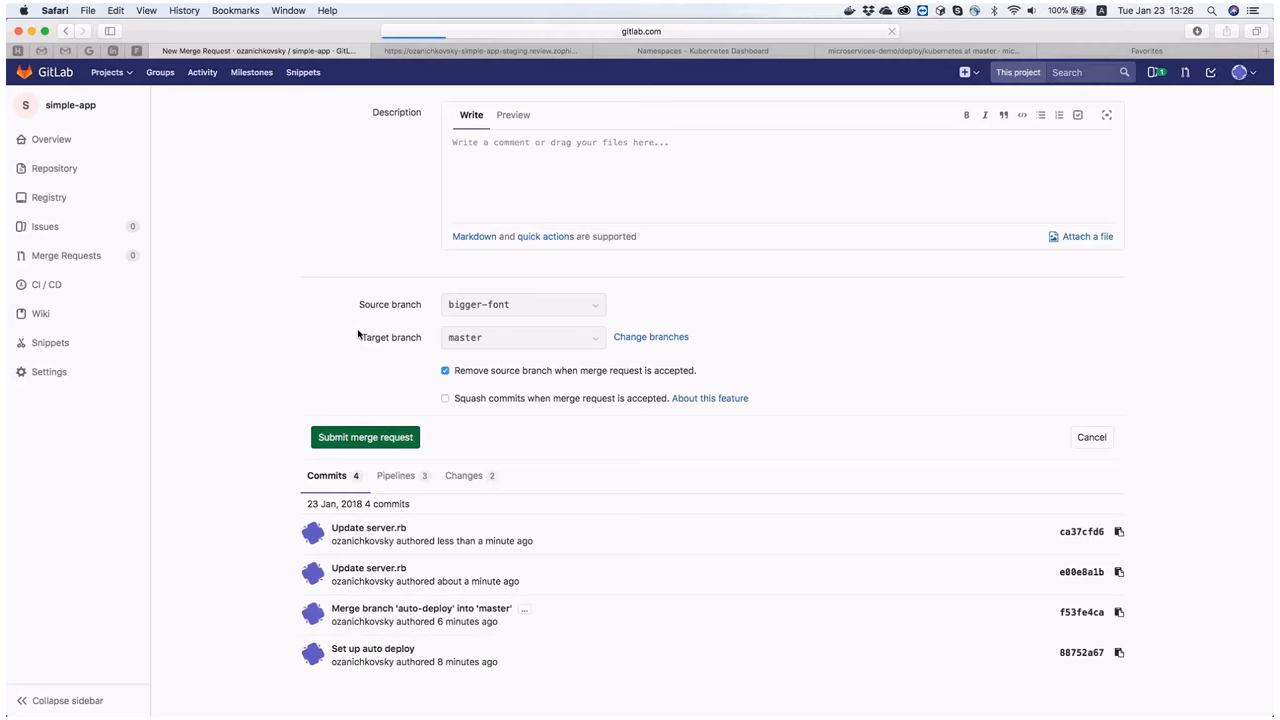 Safari File Edit View History Bookmarks Window Help 100% Tue Jan 23 13:26
gitlab.com
New Merge Request · ozanichkovsky / simple-app · GitL... https://ozanichkovsky-simple-app-staging.review.zophi... Namespaces - Kubernetes Dashboard microservices-demo/deploy/kubernetes at master · mic... Favorites
GitLab Projects Groups Activity Milestones Snippets This project Search 1
S simple-app
Overview
Repository
Registry
Issues 0
Merge Requests 0
CI / CD
Wiki
Snippets
Settings
Collapse sidebar
Description Write Preview
Write a comment or drag your files here...
Markdown and quick actions are supported Attach a file
Source branch bigger-font
Target branch master Change branches
Remove source branch when merge request is accepted.
Squash commits when merge request is accepted. About this feature
Submit merge request Cancel
Commits 4 Pipelines 3 Changes 2
23 Jan, 2018 4 commits
Update server.rb ca37cfd6
ozanichkovsky authored less than a minute ago
Update server.rb e00e8a1b
ozanichkovsky authored about a minute ago
Merge branch 'auto-deploy' into 'master' ... f53fe4ca
ozanichkovsky authored 6 minutes ago
Set up auto deploy 88752a67
ozanichkovsky authored 8 minutes ago